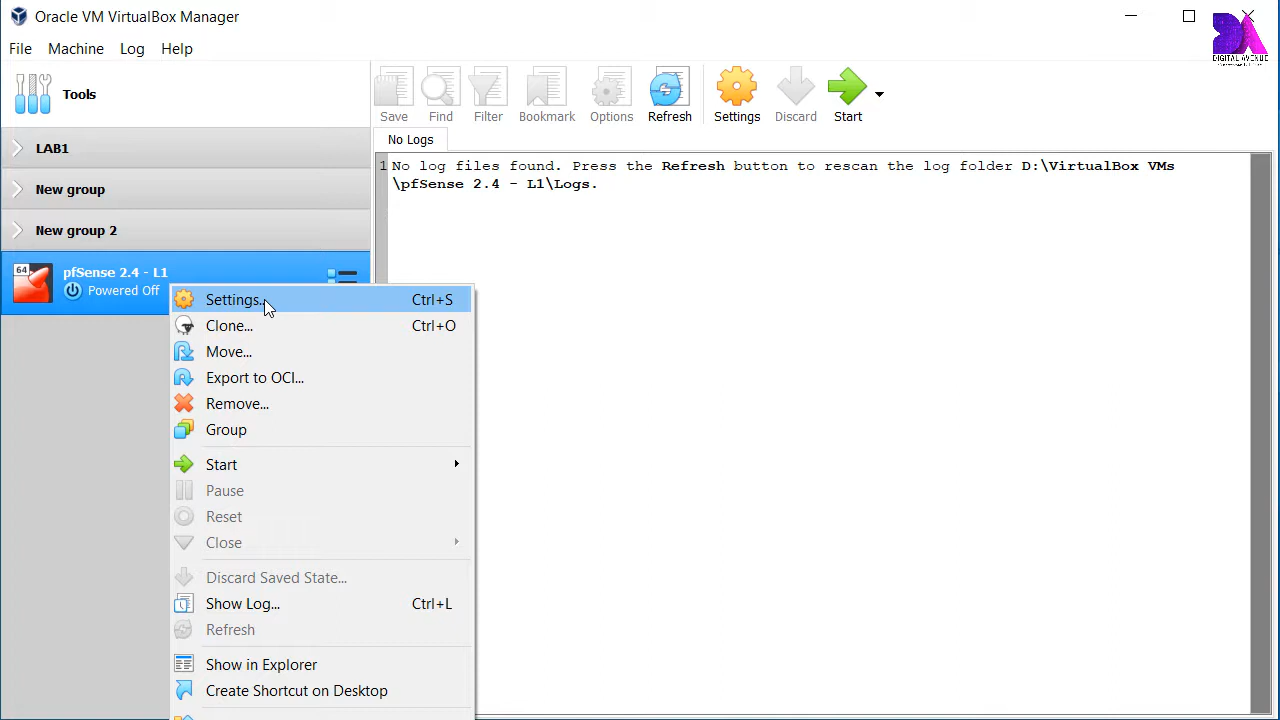 Oracle VM VirtualBox Manager
File Machine Log Help
DIGITAL AVENUE
Tools
Save Find Filter Bookmark Options Refresh Settings Discard Start
LAB1
New group
New group 2
64
pfSense 2.4 - L1
Powered Off
No Logs
1
No log files found. Press the Refresh button to rescan the log folder D:\VirtualBox VMs
\pfSense 2.4 - L1\Logs.
Settings... Ctrl+S
Clone... Ctrl+O
Move...
Export to OCI...
Remove...
Group
Start
Pause
Reset
Close
Discard Saved State...
Show Log... Ctrl+L
Refresh
Show in Explorer
Create Shortcut on Desktop